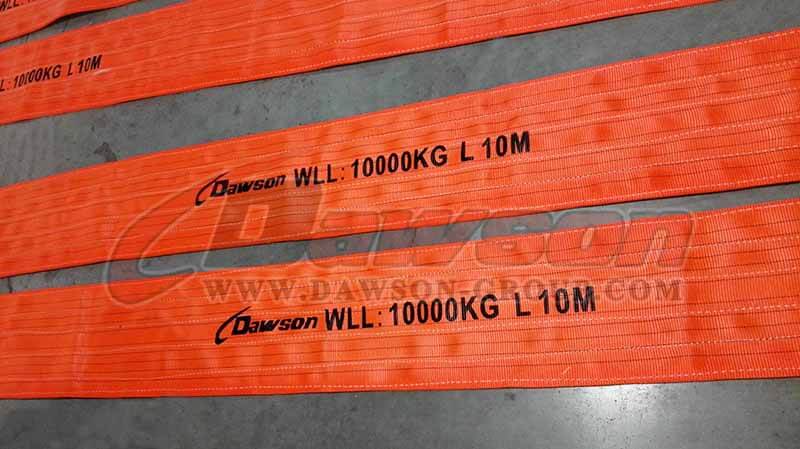 L: 10000KG L 10M
Dawson WLL: 10000KG L 10M
Dawson
WWW.DAWSON-GROUP.COM
Dawson WLL: 10000KG L 10M